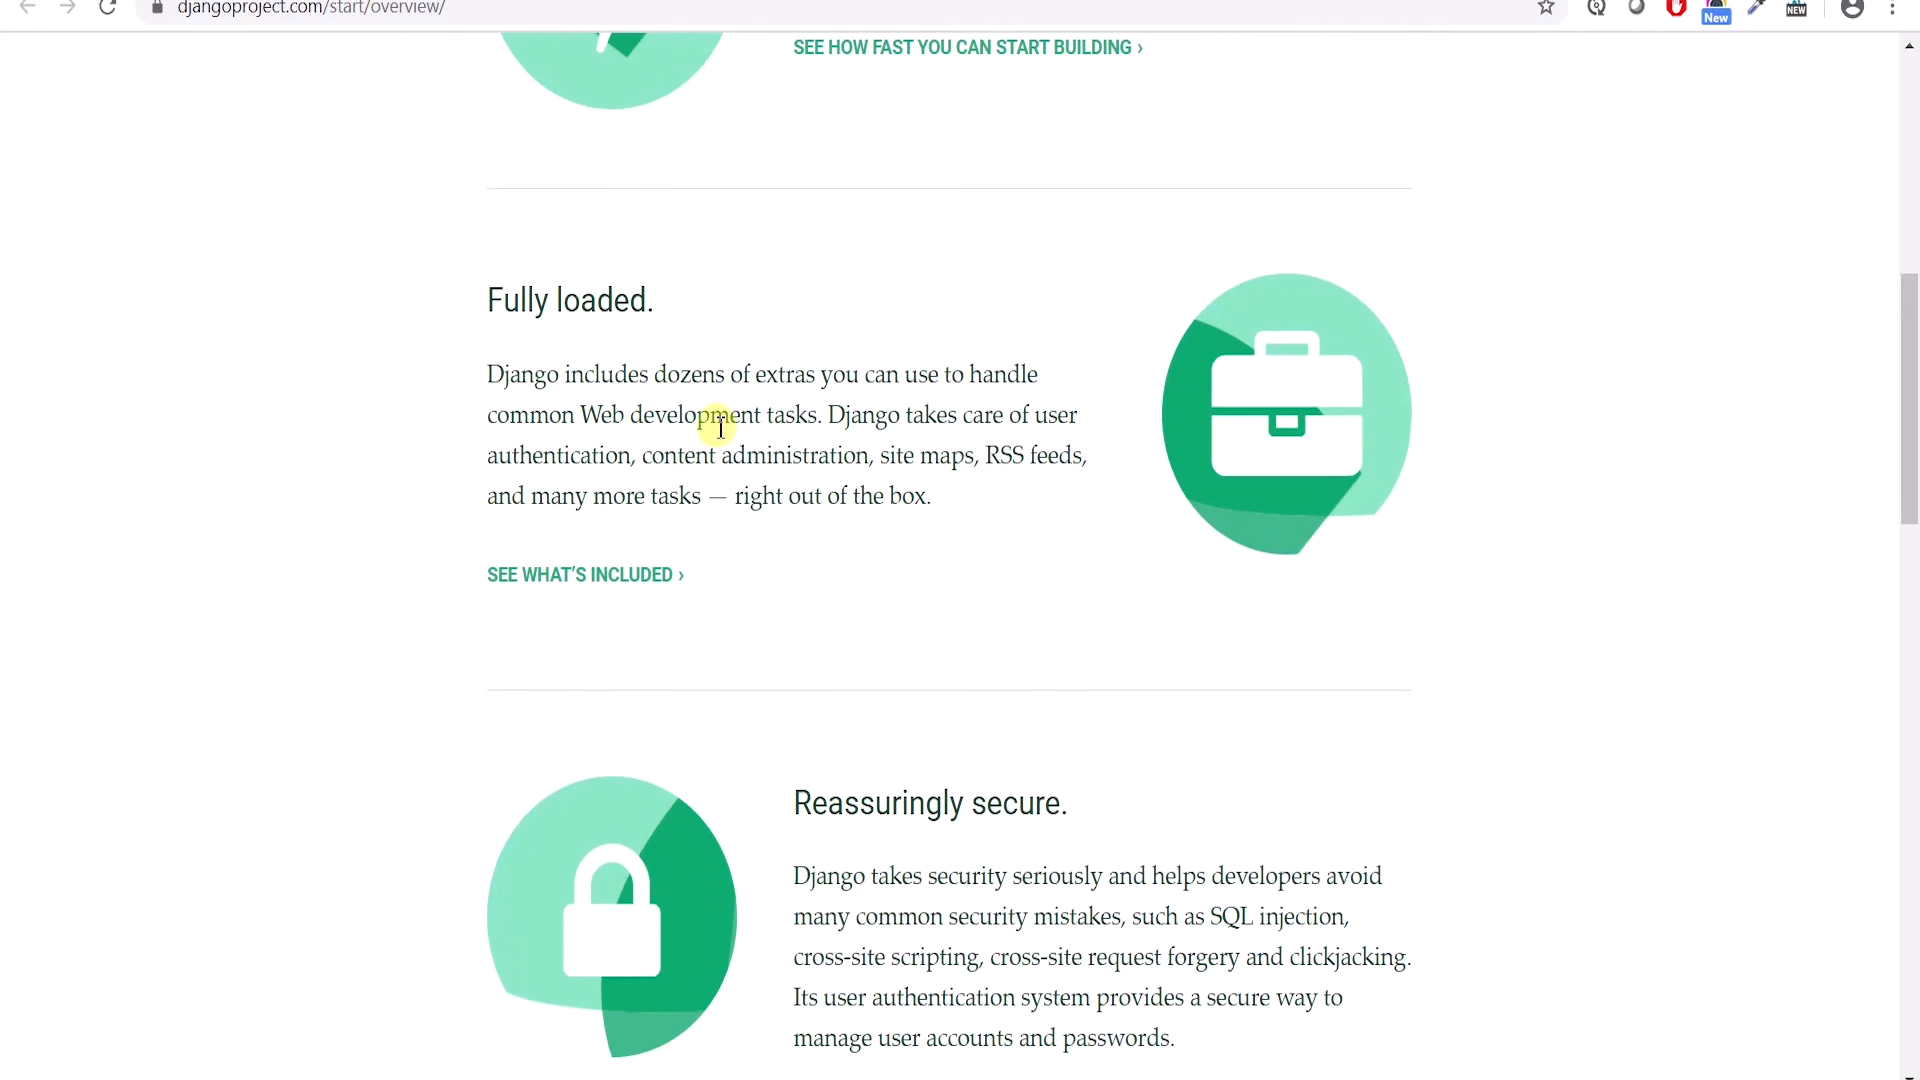 djangoproject.com/start/overview/
New
NEW
SEE HOW FAST YOU CAN START BUILDING ›
Fully loaded.
Django includes dozens of extras you can use to handle
common Web development tasks. Django takes care of user
authentication, content administration, site maps, RSS feeds,
and many more tasks — right out of the box.
SEE WHAT’S INCLUDED ›
Reassuringly secure.
Django takes security seriously and helps developers avoid
many common security mistakes, such as SQL injection,
cross-site scripting, cross-site request forgery and clickjacking.
Its user authentication system provides a secure way to
manage user accounts and passwords.